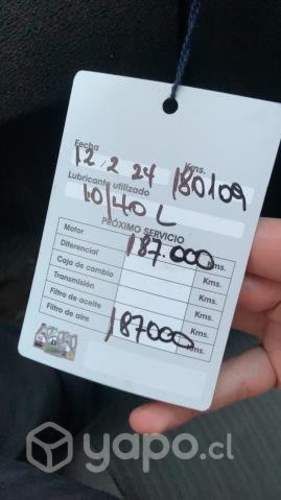 Fecha Kms.
12 2 24 180109
Lubricante utilizado
10/40 L
PRÓXIMO SERVICIO
Motor 187.000 Kms.
Diferencial Kms.
Caja de cambio Kms.
Transmisión Kms.
Filtro de aceite Kms.
Filtro de aire 187000 Kms.
yapo.cl